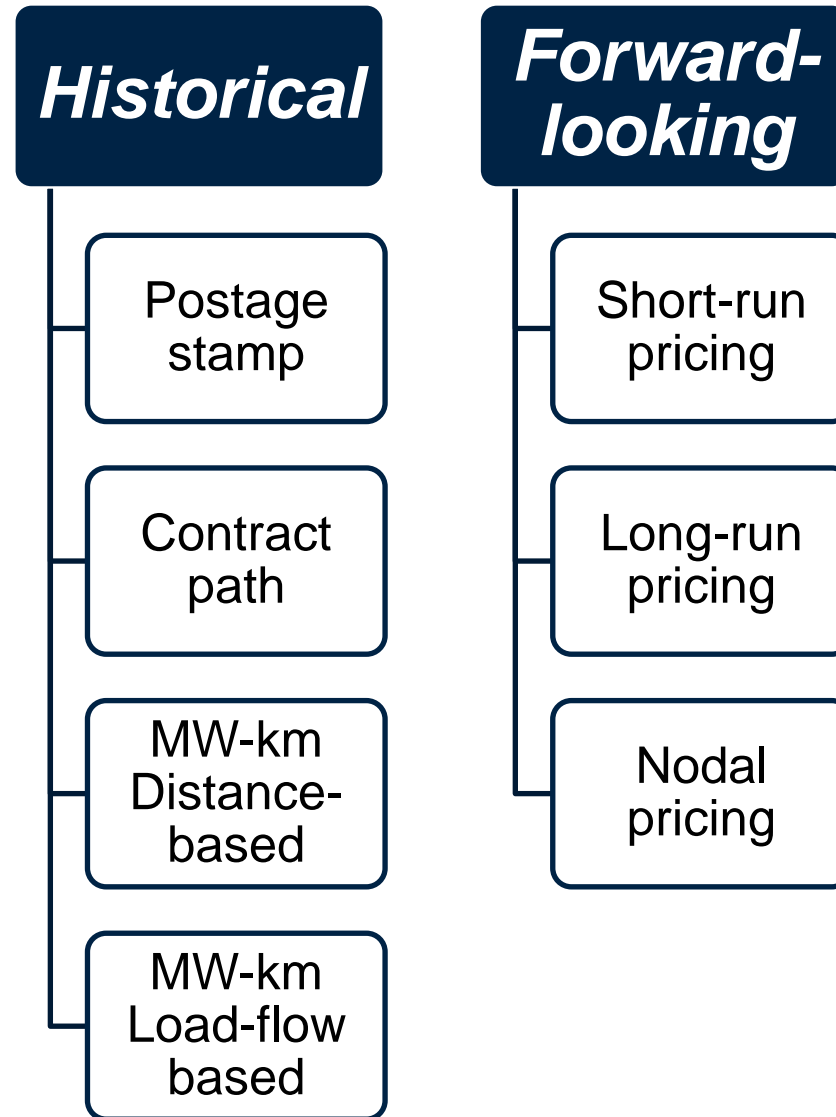 Historical
Postage
stamp
Contract
path
MW-km
Distance-
based
MW-km
Load-flow
based
Forward-
looking
Short-run
pricing
Long-run
pricing
Nodal
pricing